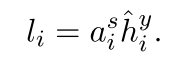 $l_i = a_i^s \hat{h}_i^y.$